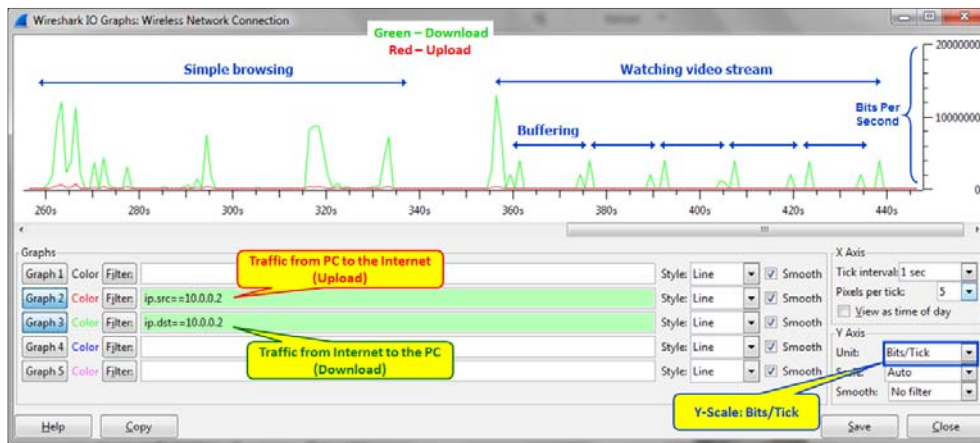 Wireshark IO Graphs: Wireless Network Connection
Green – Download
Red – Upload
Simple browsing
Watching video stream
Buffering
Bits Per
Second
20000000
10000000
0
260s 280s 300s 320s 340s 360s 380s 400s 420s 440s
Graphs
Graph 1 Color Filter: Style: Line Smooth
Graph 2 Color Filter: ip.src==10.0.0.2 Style: Line Smooth
Graph 3 Color Filter: ip.dst==10.0.0.2 Style: Line Smooth
Graph 4 Color Filter: Style: Line Smooth
Graph 5 Color Filter: Style: Line Smooth
Traffic from PC to the Internet
(Upload)
Traffic from Internet to the PC
(Download)
X Axis
Tick interval: 1 sec
Pixels per tick: 5
View as time of day
Y Axis
Unit: Bits/Tick
Scale: Auto
Smooth: No filter
Y-Scale: Bits/Tick
Help Copy Save Close